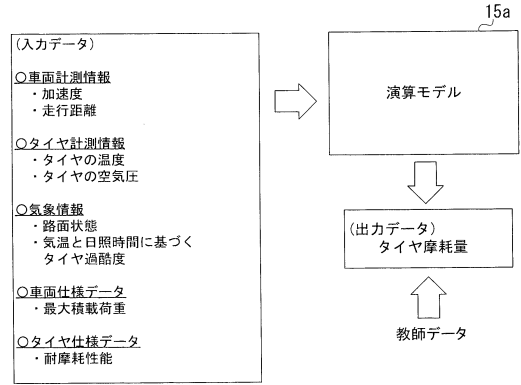 15a
(入力データ)
○車両計測情報
・加速度
・走行距離
○タイヤ計測情報
・タイヤの温度
・タイヤの空気圧
○気象情報
・路面状態
・気温と日照時間に基づく
タイヤ過酷度
○車両仕様データ
・最大積載荷重
○タイヤ仕様データ
・耐摩耗性能
演算モデル
(出力データ)
タイヤ摩耗量
教師データ